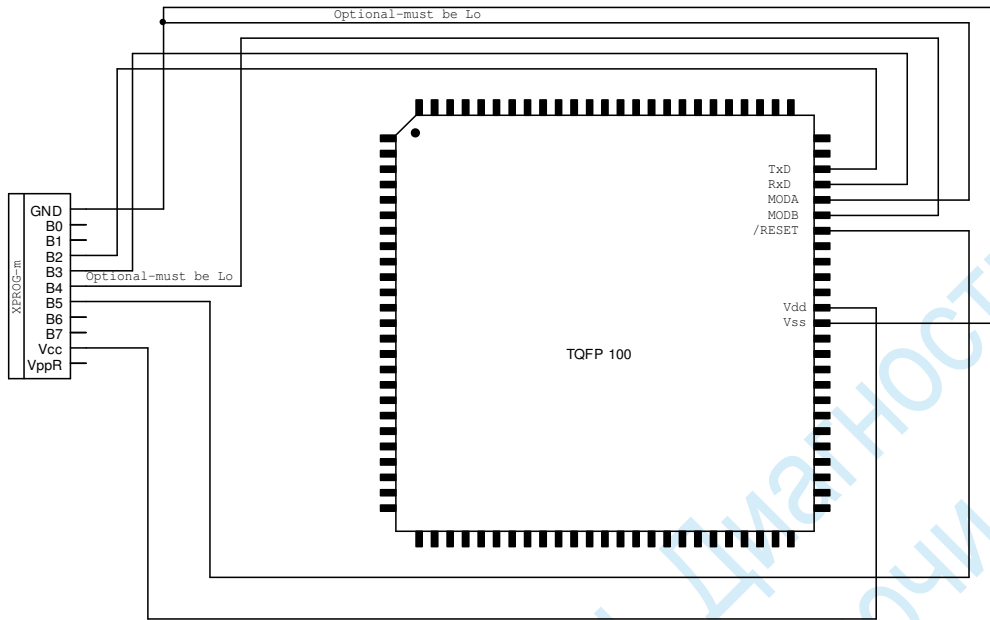 Optional-must be Lo
TxD
RxD
MODA
MODB
/RESET
XPROG-m
GND
B0
B1
B2
B3
Optional-must be Lo
B4
B5
B6
B7
Vcc
VppR
Vdd
Vss
TQFP 100